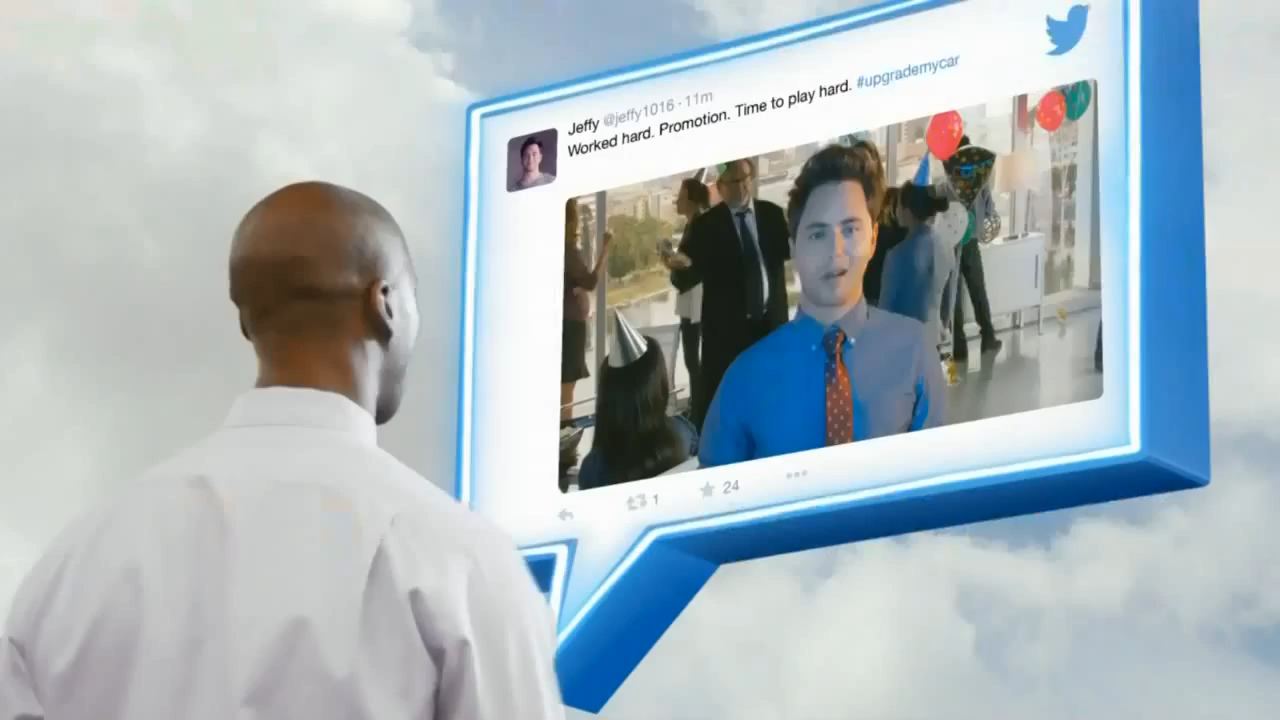 Jeffy @jeffy1016 · 11m
Worked hard. Promotion. Time to play hard. #upgrademycar
1 24